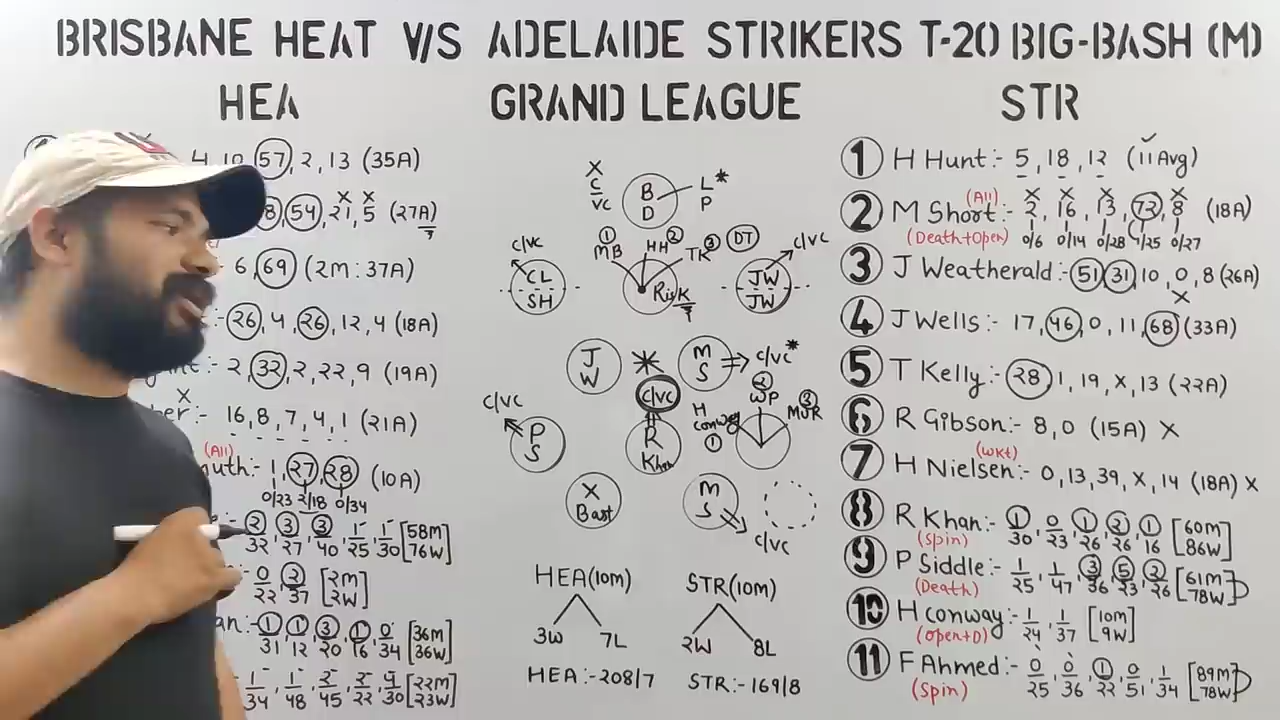 BRISBANE HEAT V/S ADELAIDE STRIKERS T-20 BIG-BASH (M)
HEA
GRAND LEAGUE
STR
10, 57, 2, 13 (35A)
54, 21, 5 (27A)
6, 69 (2m: 37A)
26, 4, 26, 12, 4 (18A)
2, 32, 2, 22, 9 (19A)
16, 8, 7, 4, 1 (21A)
(All)
1, 27, 28 (10A)
0/23 2/18 0/34
2/32, 3/27, 3/40, 1/25, 1/30 [58m 76W]
0/22, 2/37 [2m 2W]
1/31, 1/12, 3/20, 1/16, 0/34 [36m 36W]
1/34, 1/48, 2/45, 2/22, 4/30 [22m 23W]
X
C
VC
B
D
L*
P
C/VC
CL
SH
① MB
HH ②
TK ③
DT
Risk
C/VC
JW
JW
J
W
*
M
S
⇒ C/VC*
C/VC
C/VC
P
S
R
Khan
H
Conway
①
② WP
③ MUR
X
Bast
M
S
C/VC
HEA(10m)
3W 7L
HEA:-208/7
STR(10m)
2W 8L
STR:-169/8
① H Hunt:- 5, 18, 12 (11Avg)
② M Short:- 2, 16, 13, 72, 8 (18A)
(All)
(Death+Open) 0/6 0/14 0/28 4/25 0/27
③ J Weatherald:- 51, 31, 10, 0, 8 (26A)
④ J Wells:- 17, 46, 0, 11, 68 (33A)
⑤ T Kelly:- 28, 1, 19, X, 13 (22A)
⑥ R Gibson:- 8, 0 (15A) X
(wkt)
⑦ H Nielsen:- 0, 13, 39, X, 14 (18A) X
⑧ R Khan:- 1/30, 0/23, 1/26, 2/26, 1/16 [60m 86W]
(Spin)
⑨ P Siddle:- 1/25, 1/47, 3/36, 5/23, 2/26 [61m 78W]
(Death)
⑩ H Conway:- 1/24, 1/37 [10m 9W]
(open+D)
⑪ F Ahmed:- 0/25, 0/36, 1/22, 0/51, 1/34 [89m 78W]
(Spin)